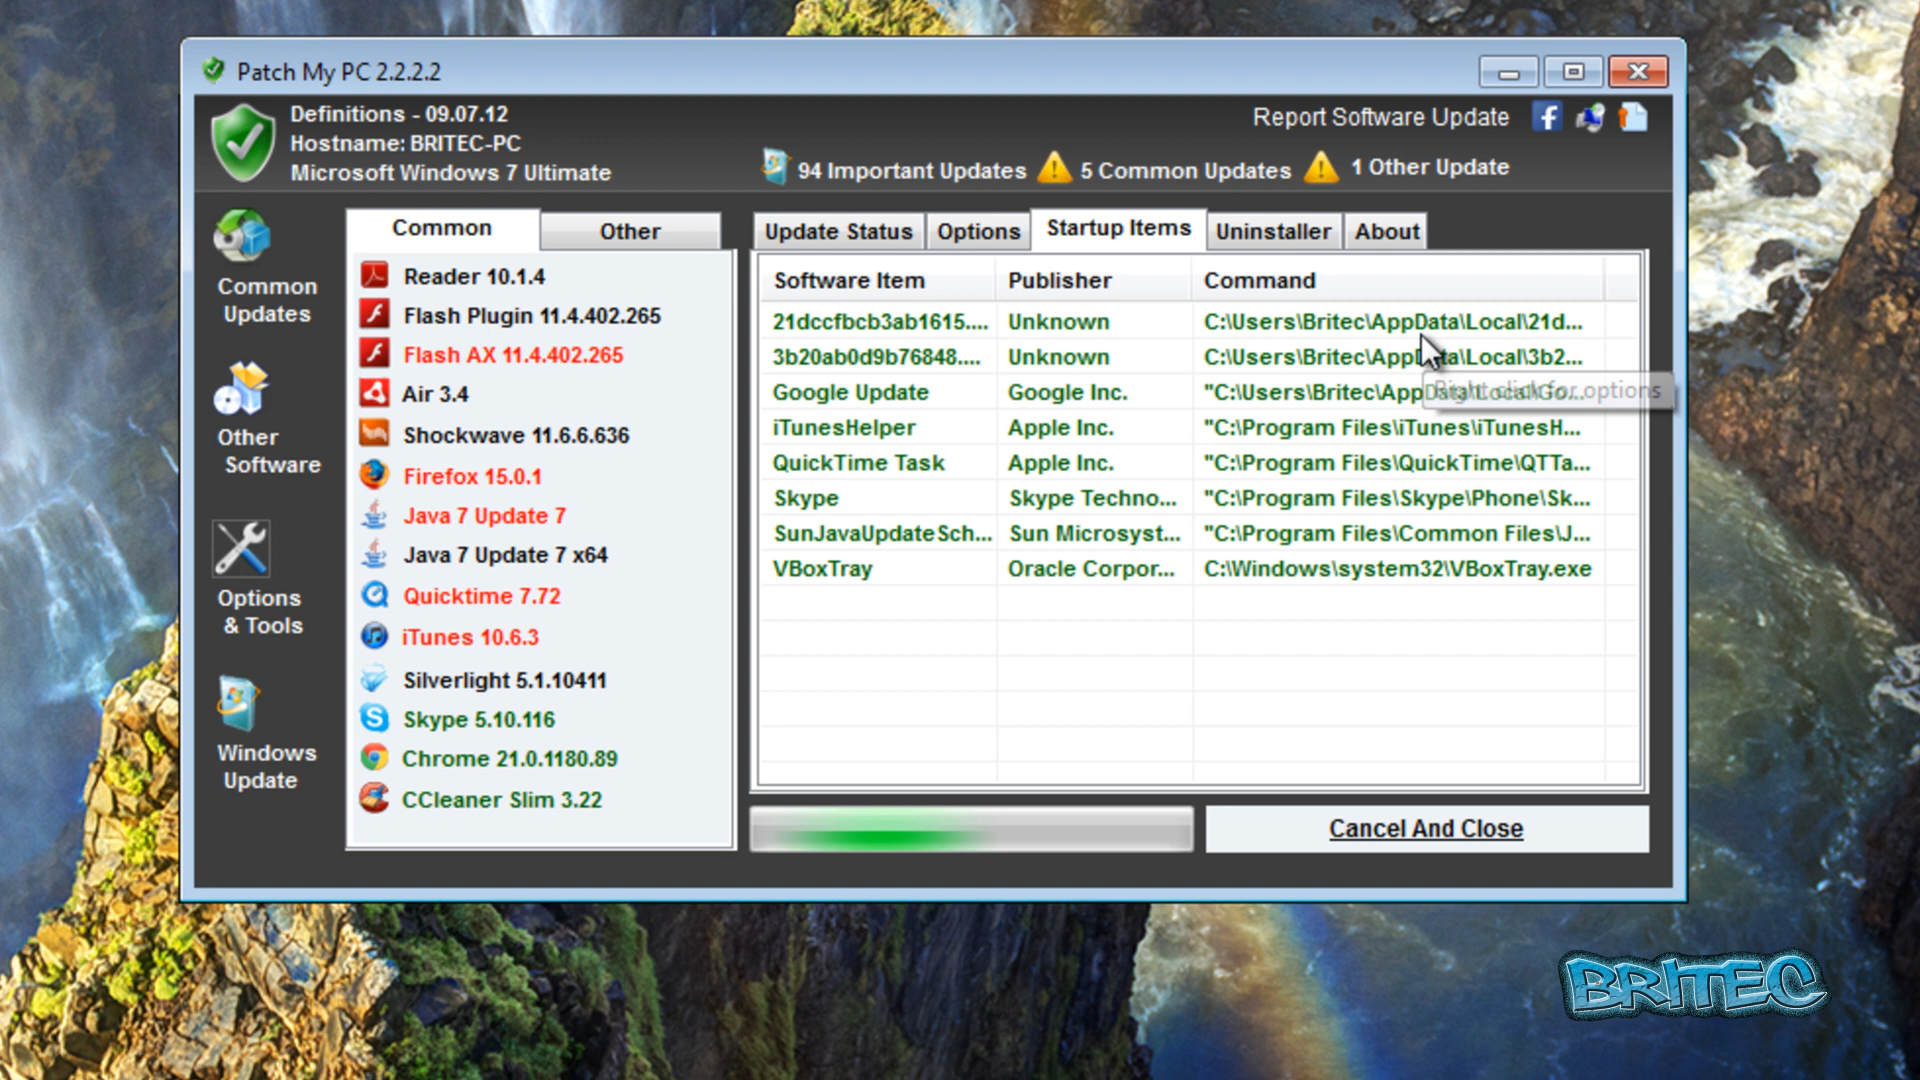 Patch My PC 2.2.2.2
Definitions - 09.07.12
Hostname: BRITEC-PC
Microsoft Windows 7 Ultimate
Report Software Update
94 Important Updates
5 Common Updates
1 Other Update
Common
Updates
Other
Software
Options
& Tools
Windows
Update
Common
Other
Reader 10.1.4
Flash Plugin 11.4.402.265
Flash AX 11.4.402.265
Air 3.4
Shockwave 11.6.6.636
Firefox 15.0.1
Java 7 Update 7
Java 7 Update 7 x64
Quicktime 7.72
iTunes 10.6.3
Silverlight 5.1.10411
Skype 5.10.116
Chrome 21.0.1180.89
CCleaner Slim 3.22
Update Status
Options
Startup Items
Uninstaller
About
Software Item Publisher Command
21dccfbcb3ab1615.... Unknown C:\Users\Britec\AppData\Local\21d...
3b20ab0d9b76848.... Unknown C:\Users\Britec\AppData\Local\3b2...
Google Update Google Inc. "C:\Users\Britec\AppData\Local\Go...
Right click for options
iTunesHelper Apple Inc. "C:\Program Files\iTunes\iTunesH...
QuickTime Task Apple Inc. "C:\Program Files\QuickTime\QTTa...
Skype Skype Techno... "C:\Program Files\Skype\Phone\Sk...
SunJavaUpdateSch... Sun Microsyst... "C:\Program Files\Common Files\J...
VBoxTray Oracle Corpor... C:\Windows\system32\VBoxTray.exe
Cancel And Close
BRITEC